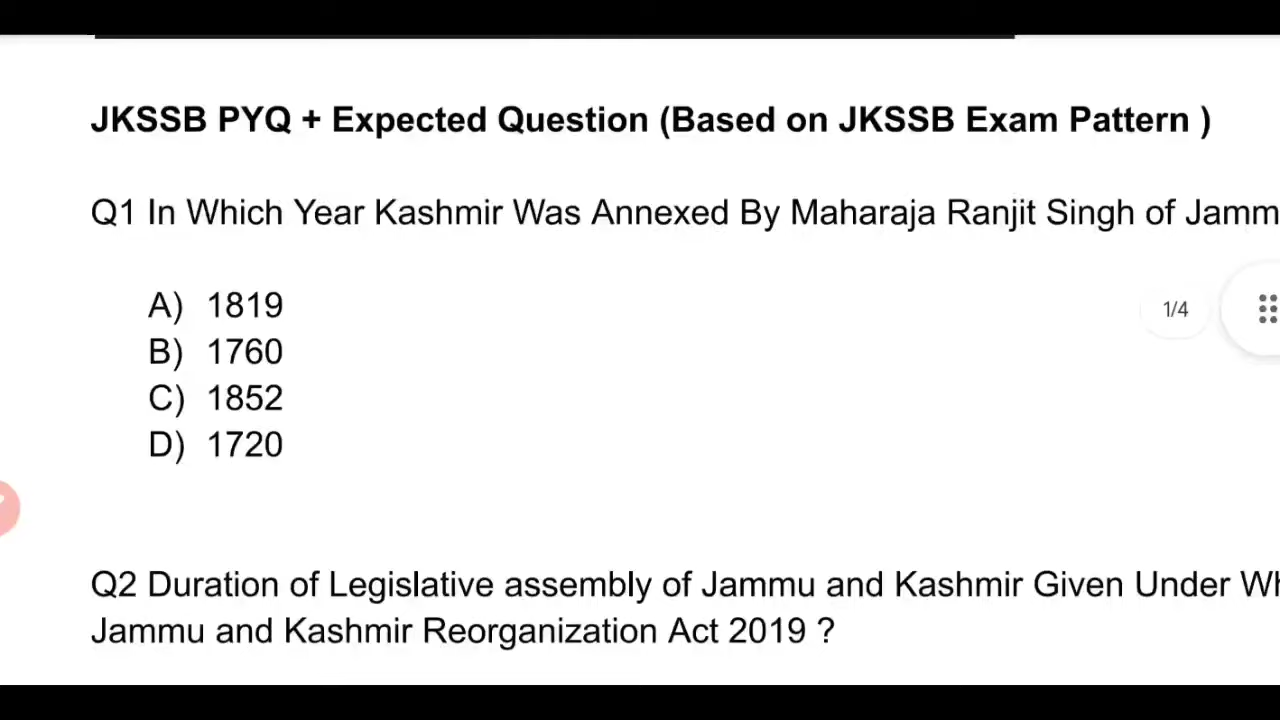 JKSSB PYQ + Expected Question (Based on JKSSB Exam Pattern )
Q1 In Which Year Kashmir Was Annexed By Maharaja Ranjit Singh of Jamm
A) 1819
B) 1760
1/4
C) 1852
D) 1720
Q2 Duration of Legislative assembly of Jammu and Kashmir Given Under
Jammu and Kashmir Reorganization Act 2019 ?